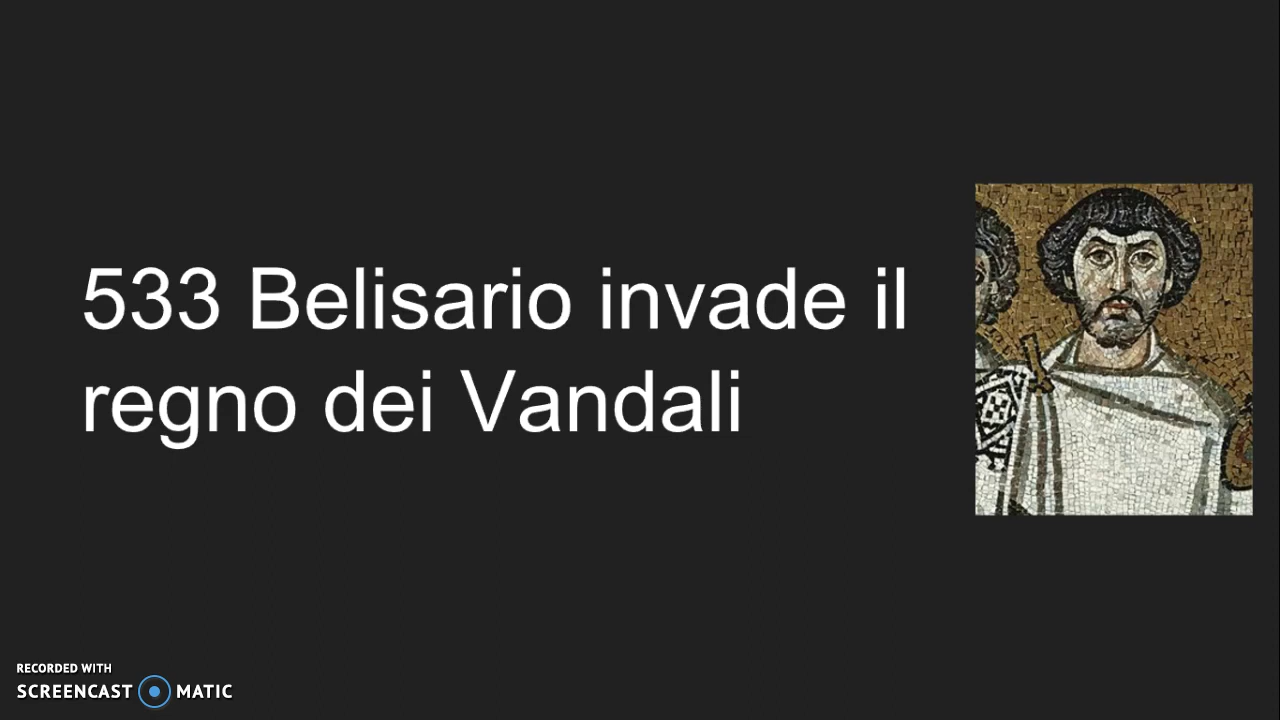 533 Belisario invade il
regno dei Vandali
RECORDED WITH
SCREENCAST MATIC